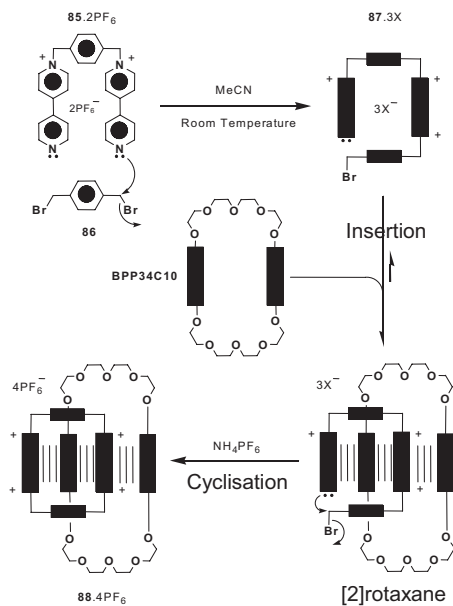 85.2PF6
87.3X
+ +
N N
2PF6−
N N
MeCN
Room Temperature
+
3X−
+
+
Br
Br Br
86
O O O
O O
BPP34C10
O O
O O O
Insertion
4PF6−
O O O
O O
+ +
+ +
O O
O O O
88.4PF6
NH4PF6
Cyclisation
3X−
O O O
O O
+ +
+
Br
O O
O O O
[2]rotaxane